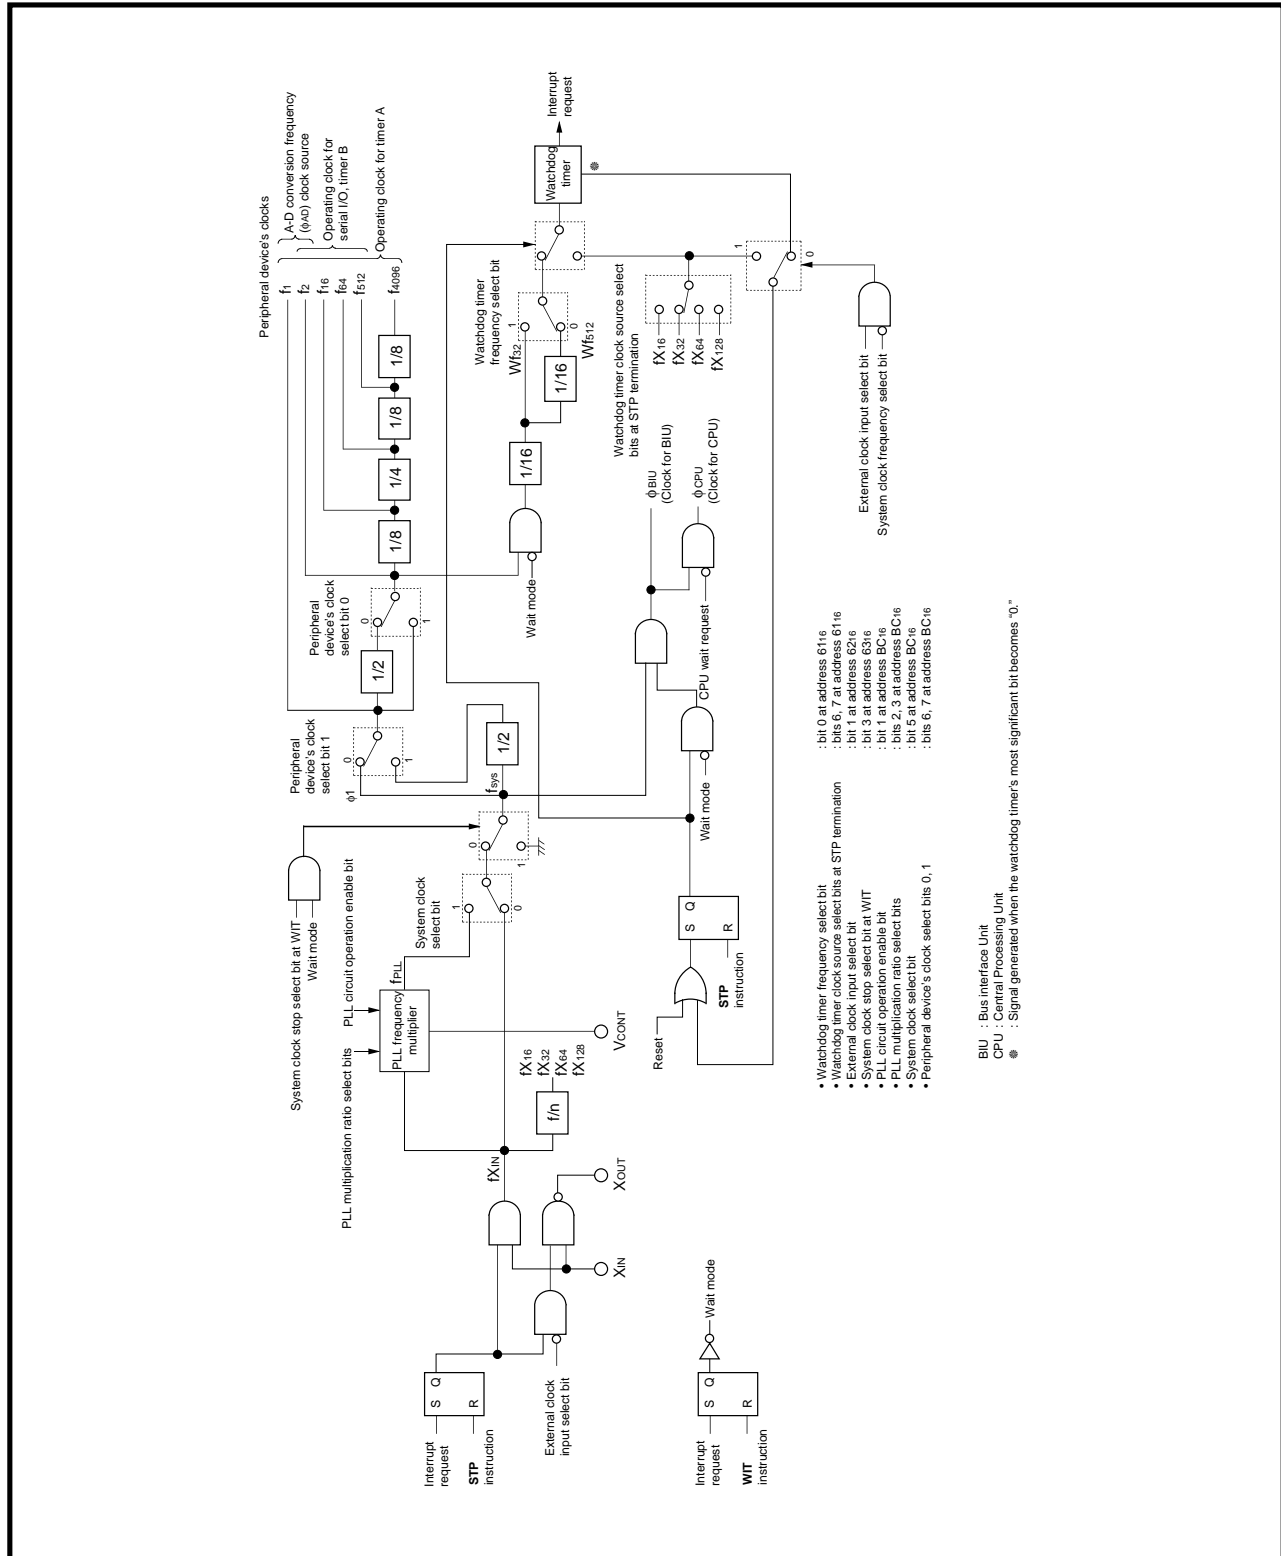 Peripheral device's clocks
A-D conversion frequency
(φAD) clock source
Operating clock for
serial I/O, timer B
Operating clock for timer A
f1
f2
f16
f64
f512
f4096
1/8
1/8
1/4
1/8
Peripheral
device's clock
select bit 0
0
1
1/2
Peripheral
device's clock
select bit 1
0
1
φ1
1/2
fsys
Interrupt
request
Watchdog
timer
※
Watchdog timer
frequency select bit
1
0
Wf32
Wf512
1/16
1/16
Wait mode
Watchdog timer clock source select
bits at STP termination
fX16
fX32
fX64
fX128
1
0
External clock input select bit
System clock frequency select bit
φBIU
(Clock for BIU)
φCPU
(Clock for CPU)
CPU wait request
Wait mode
System clock stop select bit at WIT
Wait mode
0
1
System clock
select bit
1
0
PLL multiplication ratio select bits
PLL circuit operation enable bit
PLL frequency
multiplier
fPLL
VCONT
fX16
fX32
fX64
fX128
f/n
fXIN
XOUT
XIN
Interrupt
request
STP
instruction
S Q
R
External clock
input select bit
Reset
S Q
R
STP
instruction
Interrupt
request
WIT
instruction
S Q
R
Wait mode
• Watchdog timer frequency select bit : bit 0 at address 6116
• Watchdog timer clock source select bits at STP termination : bits 6, 7 at address 6116
• External clock input select bit : bit 1 at address 6216
• System clock stop select bit at WIT : bit 3 at address 6316
• PLL circuit operation enable bit : bit 1 at address BC16
• PLL multiplication ratio select bits : bits 2, 3 at address BC16
• System clock select bit : bit 5 at address BC16
• Peripheral device's clock select bits 0, 1 : bits 6, 7 at address BC16
BIU : Bus interface Unit
CPU : Central Processing Unit
※ : Signal generated when the watchdog timer's most significant bit becomes “0.”